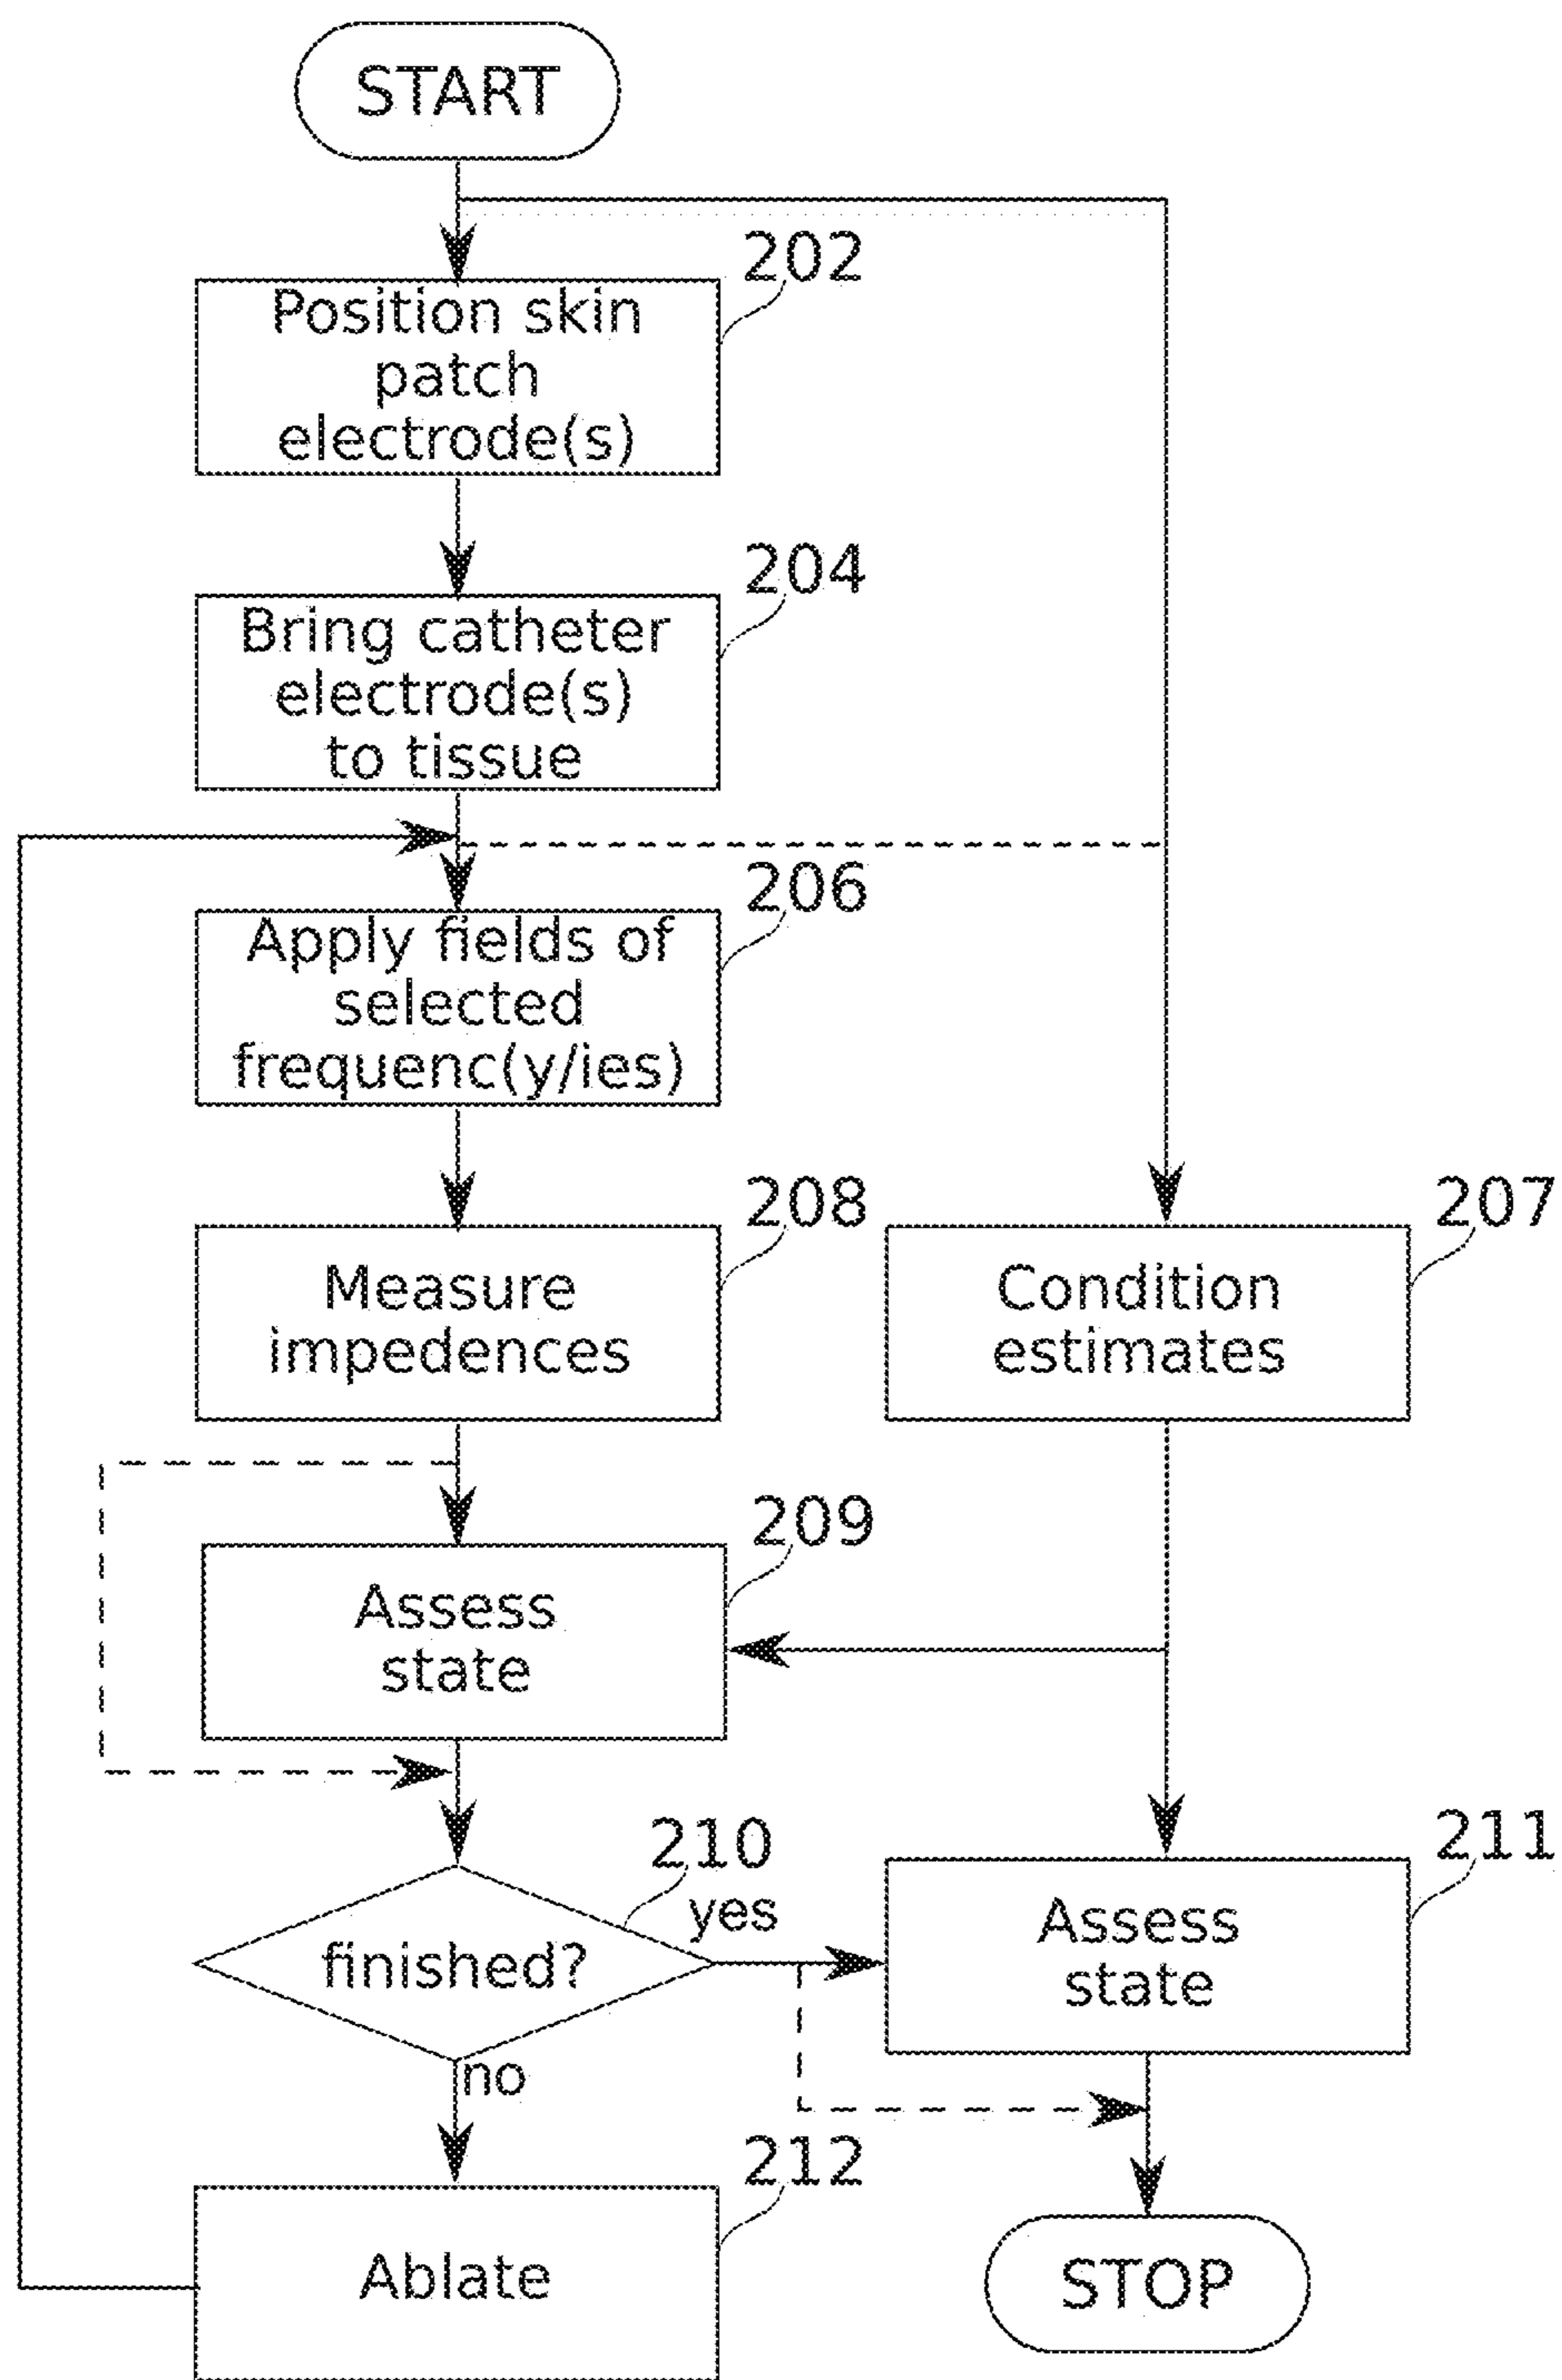 START
202
Position skin
patch
electrode(s)
204
Bring catheter
electrode(s)
to tissue
206
Apply fields of
selected
frequenc(y/ies)
208
Measure
impedences
207
Condition
estimates
209
Assess
state
210
yes
finished?
no
211
Assess
state
212
Ablate
STOP